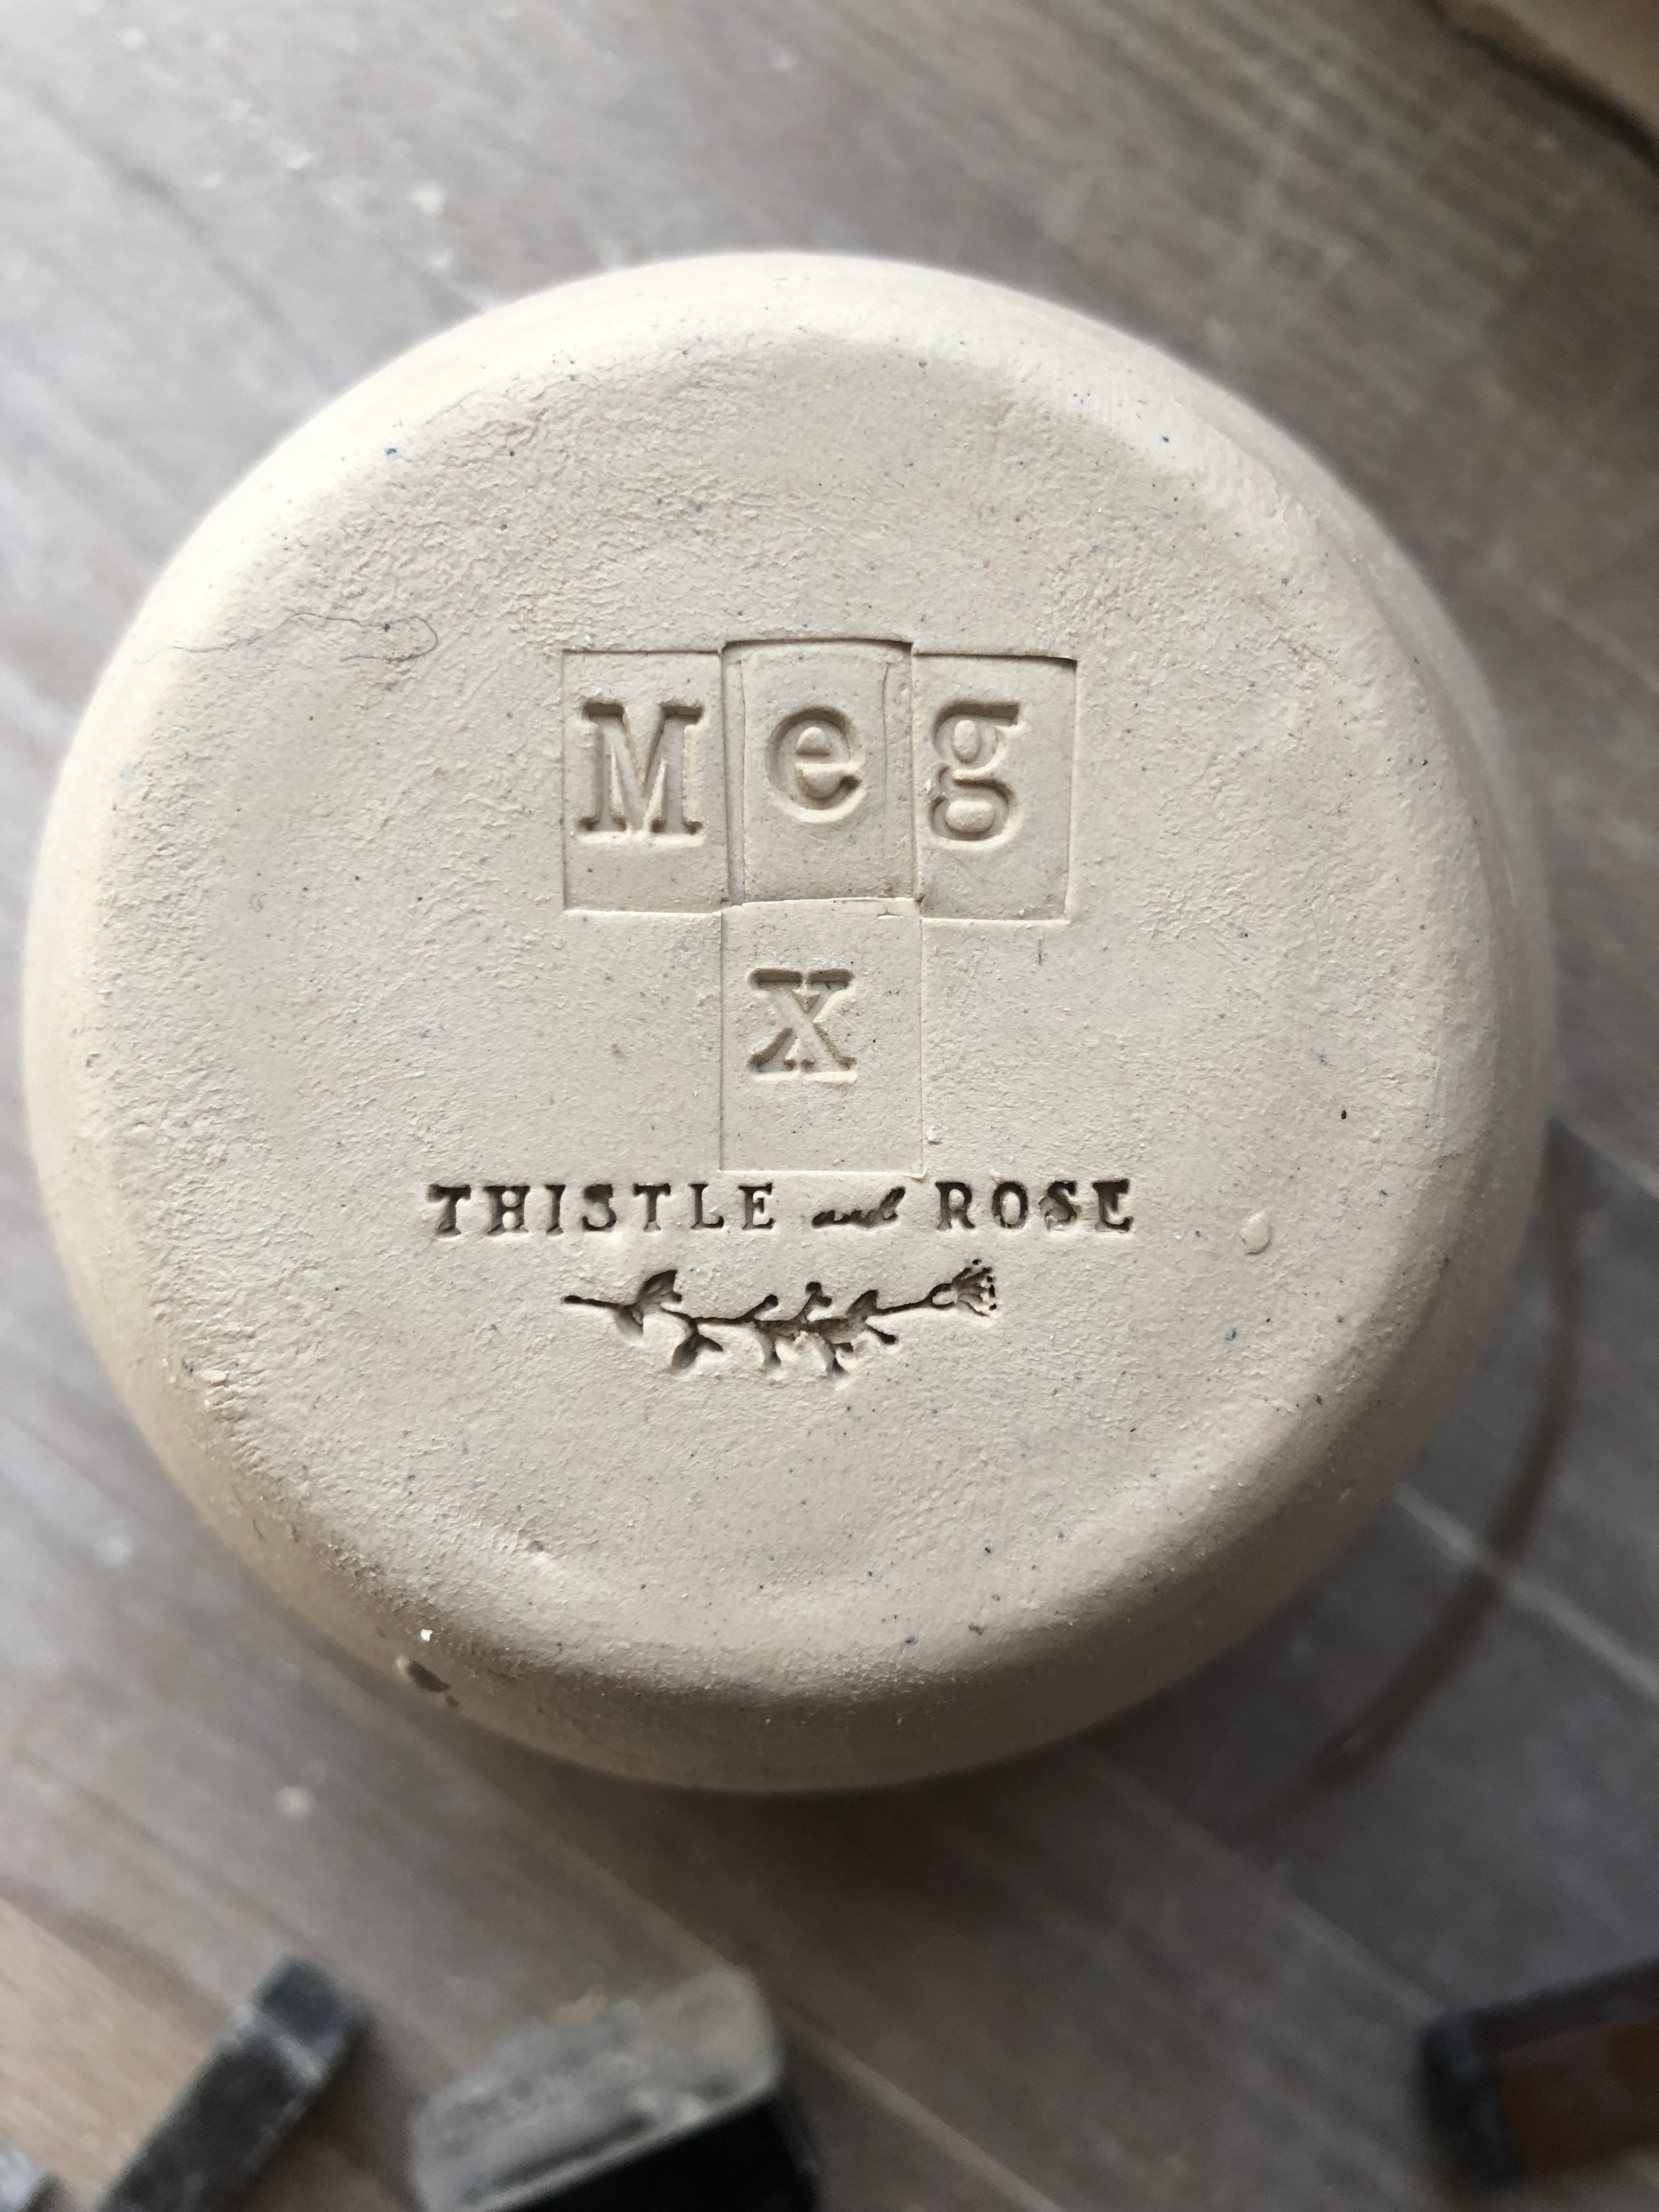 Meg
X
THISTLE and ROSE